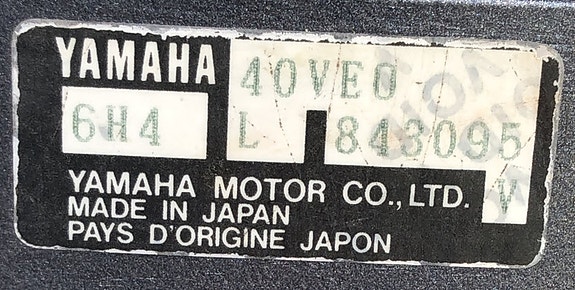 YAMAHA 40VEO
6H4 L 843095
V
YAMAHA MOTOR CO., LTD.
MADE IN JAPAN
PAYS D'ORIGINE JAPON